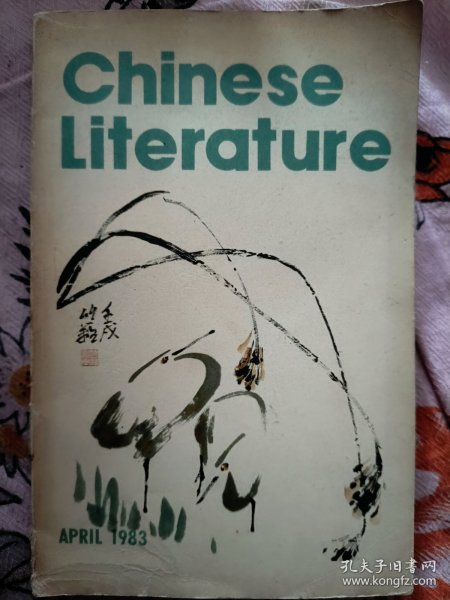 Chinese
Literature
壬戌
APRIL 1983
孔夫子旧书网
www.kongfz.com